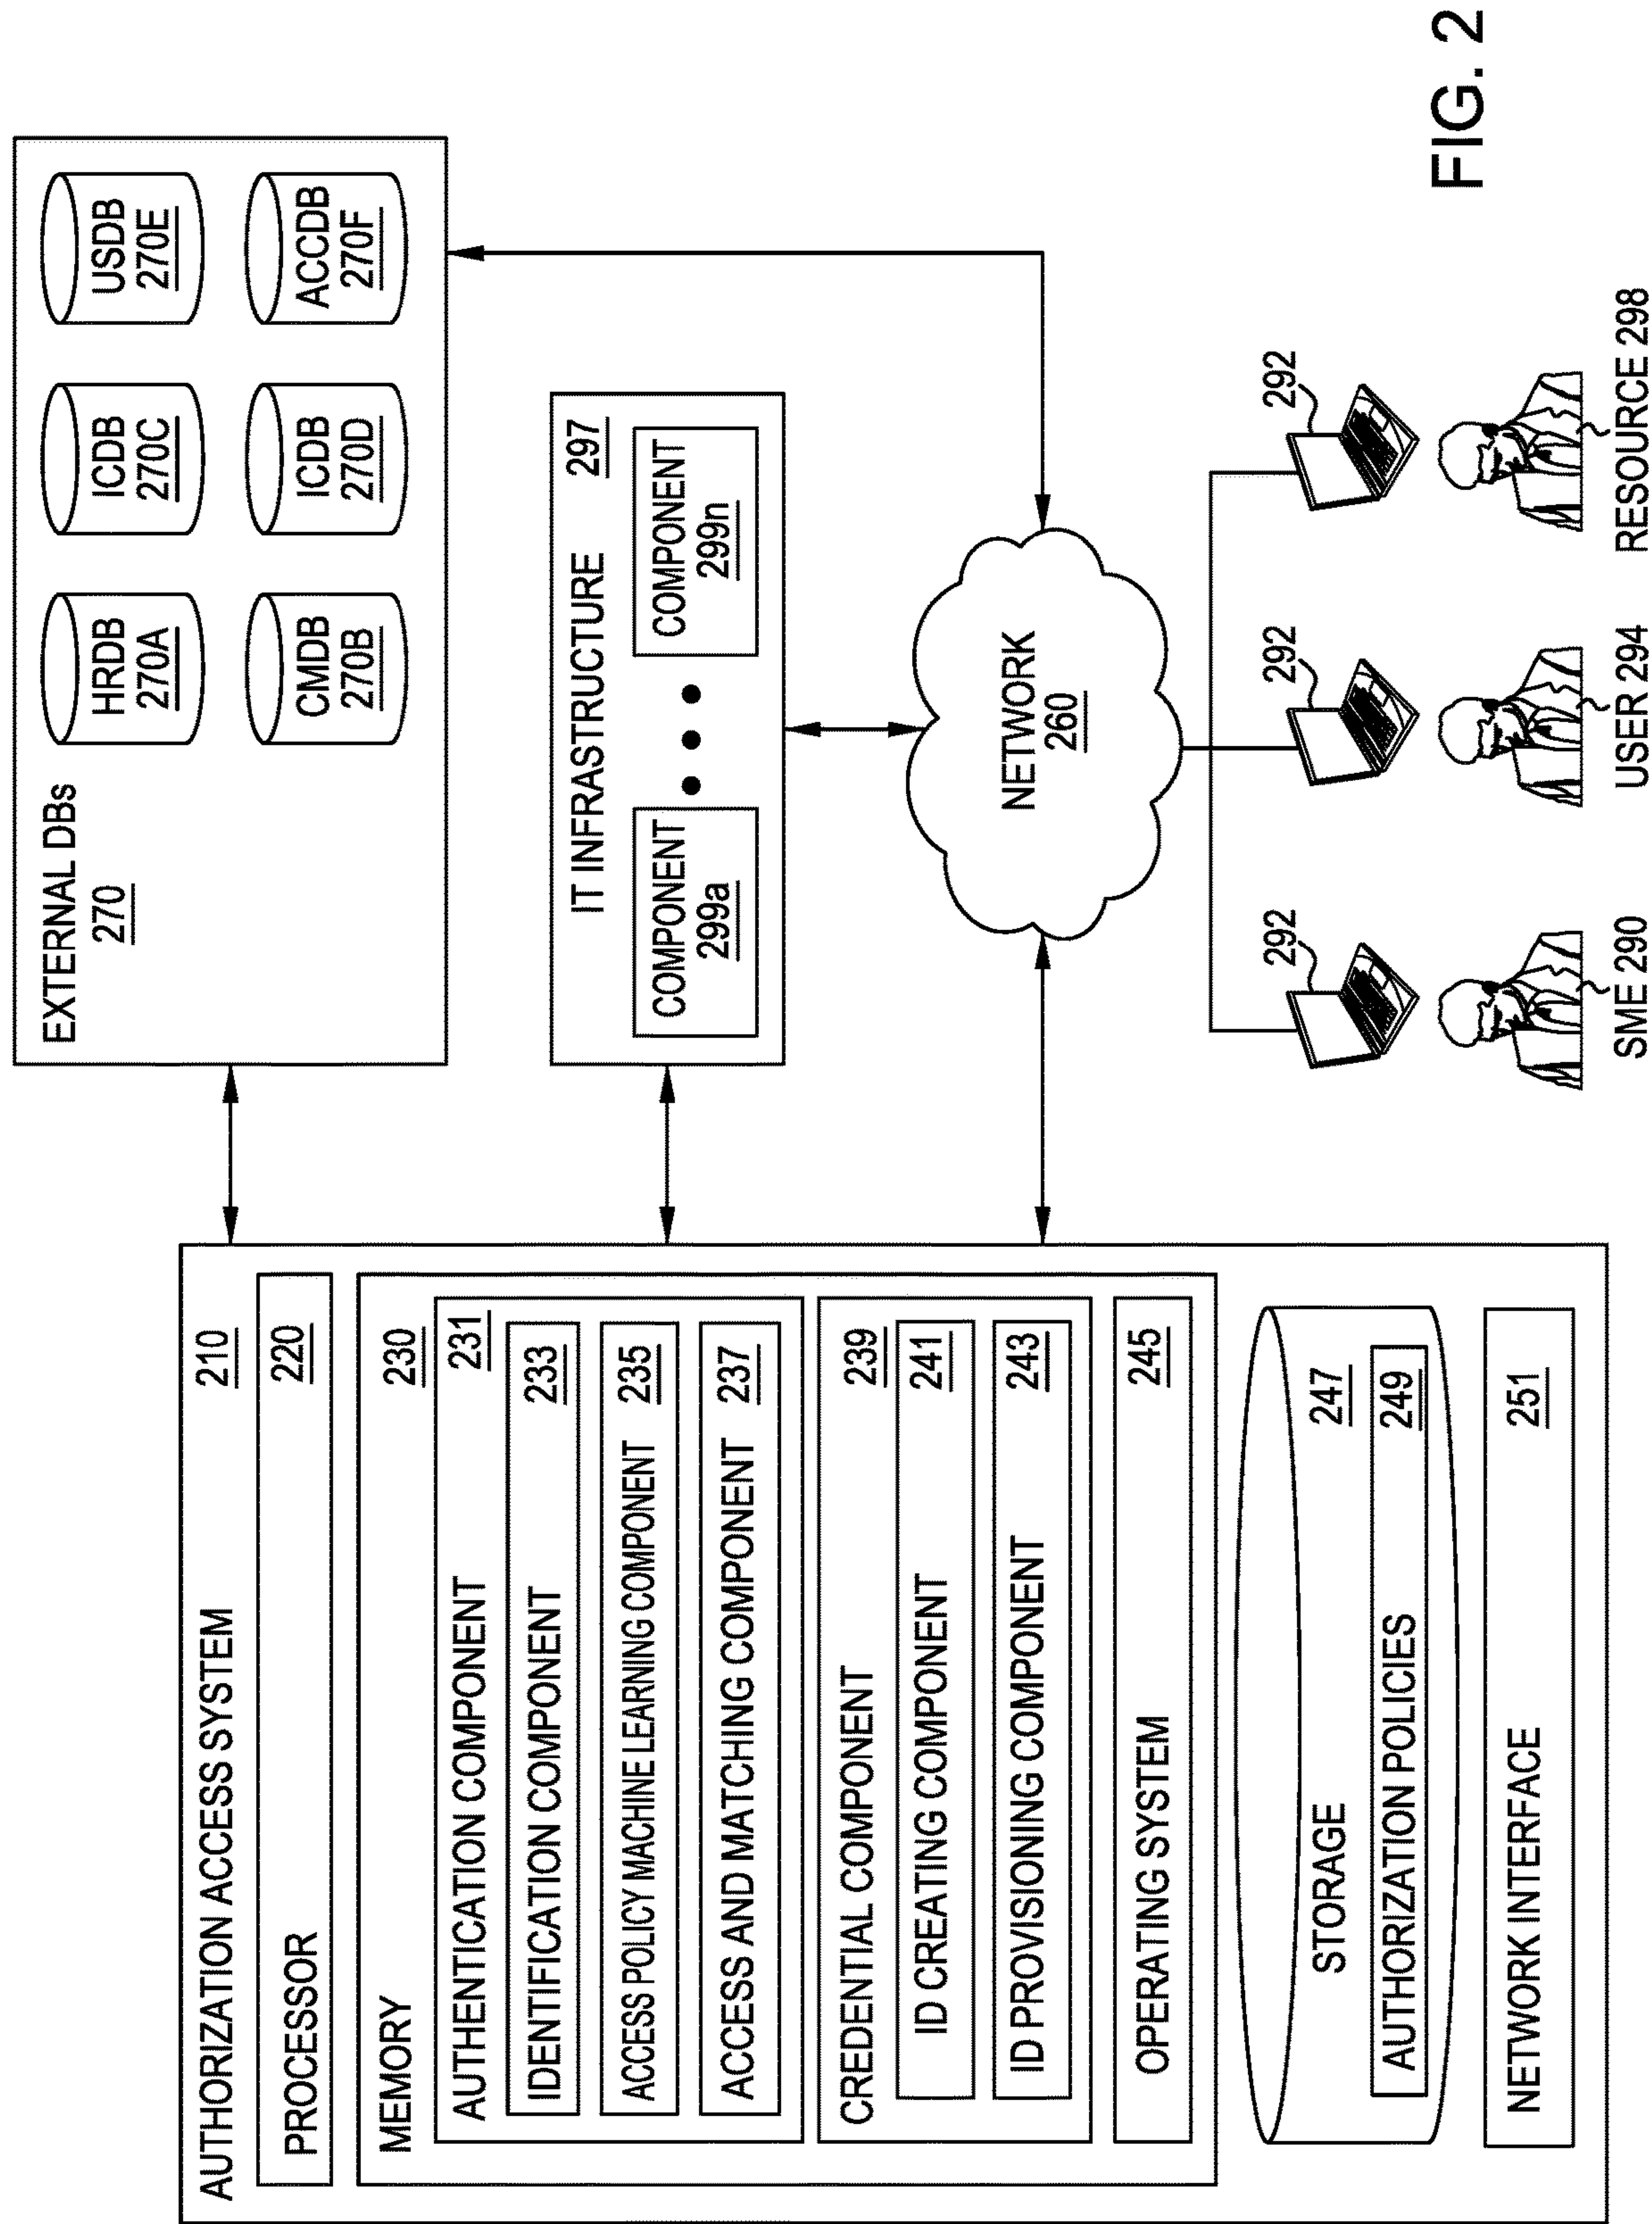 AUTHORIZATION ACCESS SYSTEM 210
PROCESSOR 220
MEMORY 230
AUTHENTICATION COMPONENT 231
IDENTIFICATION COMPONENT 233
ACCESS POLICY MACHINE LEARNING COMPONENT 235
ACCESS AND MATCHING COMPONENT 237
CREDENTIAL COMPONENT 239
ID CREATING COMPONENT 241
ID PROVISIONING COMPONENT 243
OPERATING SYSTEM 245
STORAGE 247
AUTHORIZATION POLICIES 249
NETWORK INTERFACE 251
EXTERNAL DBs
270
HRDB
270A
ICDB
270C
USDB
270E
CMDB
270B
ICDB
270D
ACCDB
270F
IT INFRASTRUCTURE 297
COMPONENT
299a
COMPONENT
299n
NETWORK
260
292
292
292
SME 290
USER 294
RESOURCE 298
FIG. 2